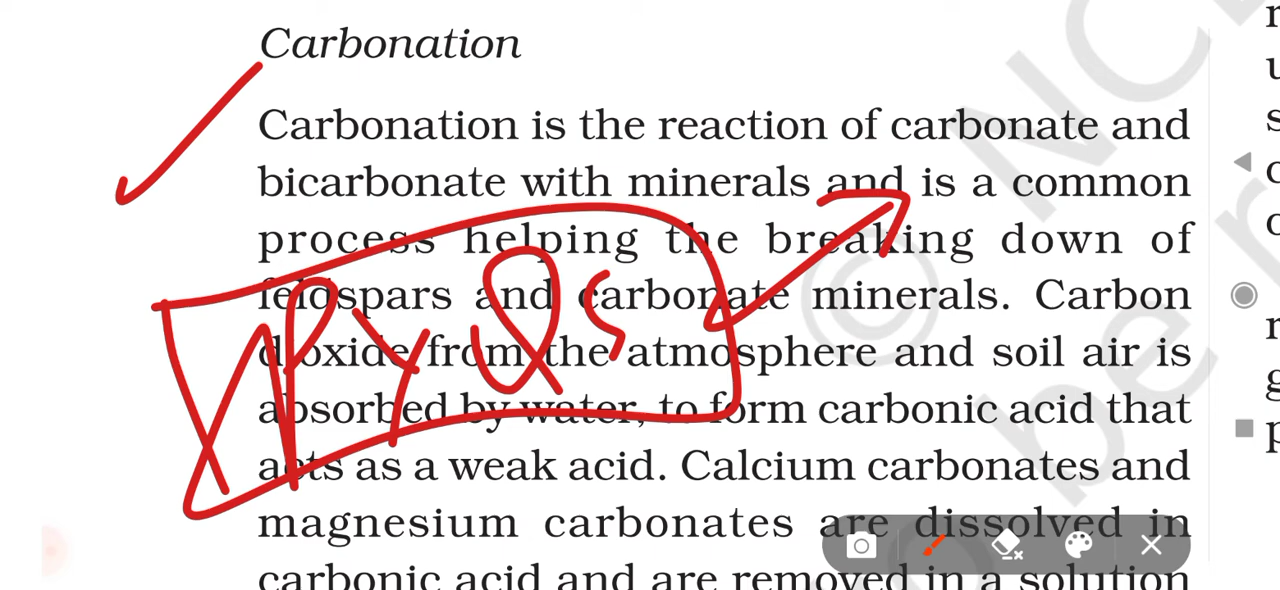 Carbonation
Carbonation is the reaction of carbonate and
bicarbonate with minerals and is a common
process helping the breaking down of
feldspars and carbonate minerals. Carbon
dioxide from the atmosphere and soil air is
absorbed by water, to form carbonic acid that
acts as a weak acid. Calcium carbonates and
magnesium carbonates are dissolved in
carbonic acid and are removed in a solution
PYQs